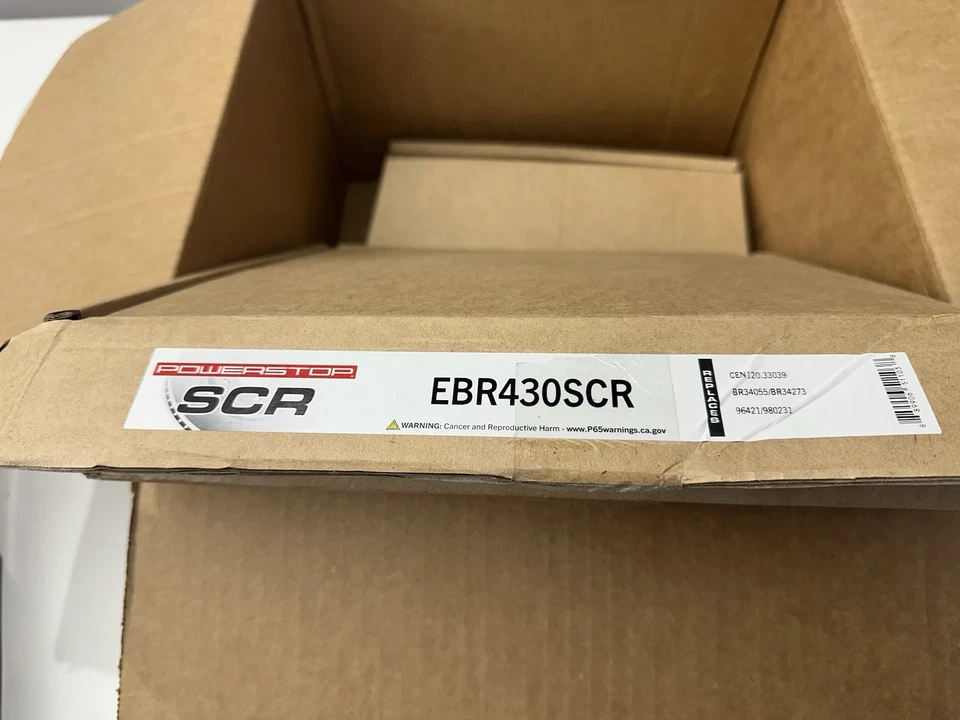 POWERSTOP
SCR
EBR430SCR
WARNING: Cancer and Reproductive Harm - www.P65warnings.ca.gov
REPLACES
CEN120.33039
BR34055/BR34273
96421/980231